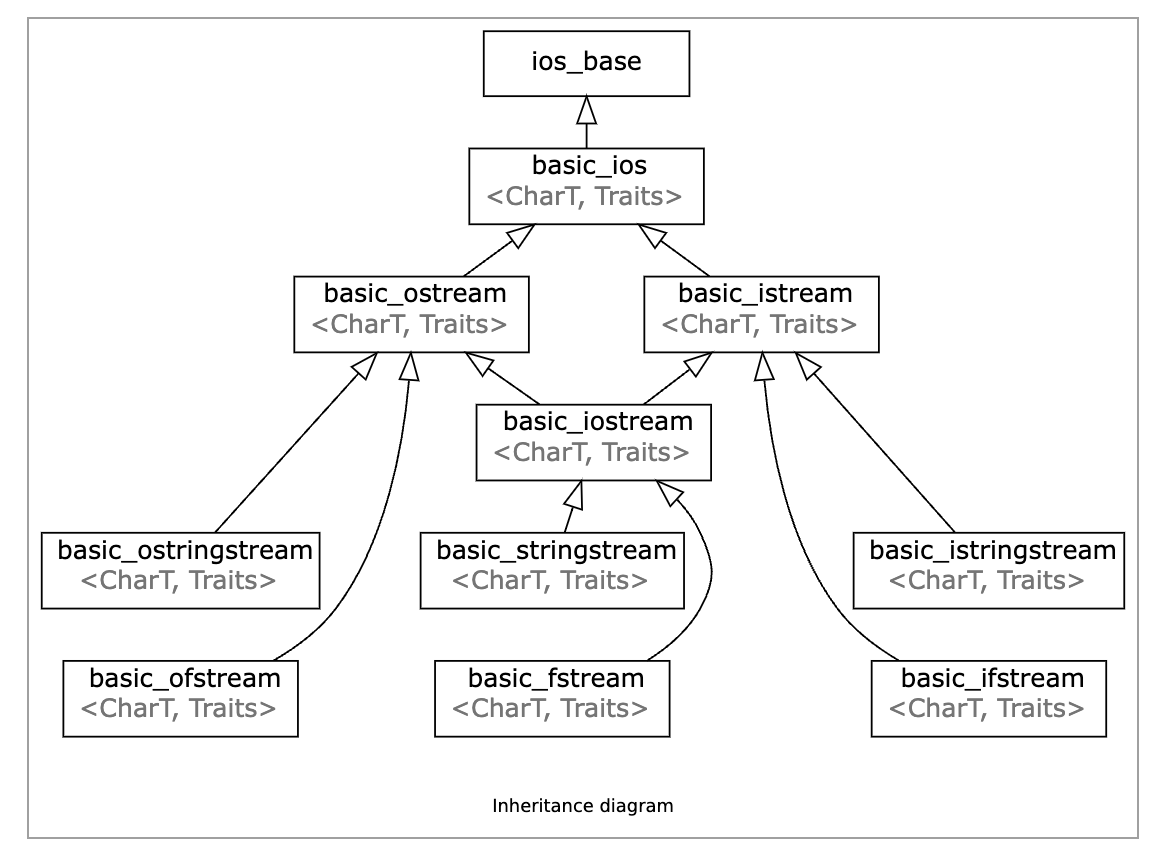 ios_base
basic_ios
<CharT, Traits>
basic_ostream
<CharT, Traits>
basic_istream
<CharT, Traits>
basic_iostream
<CharT, Traits>
basic_ostringstream
<CharT, Traits>
basic_stringstream
<CharT, Traits>
basic_istringstream
<CharT, Traits>
basic_ofstream
<CharT, Traits>
basic_fstream
<CharT, Traits>
basic_ifstream
<CharT, Traits>
Inheritance diagram